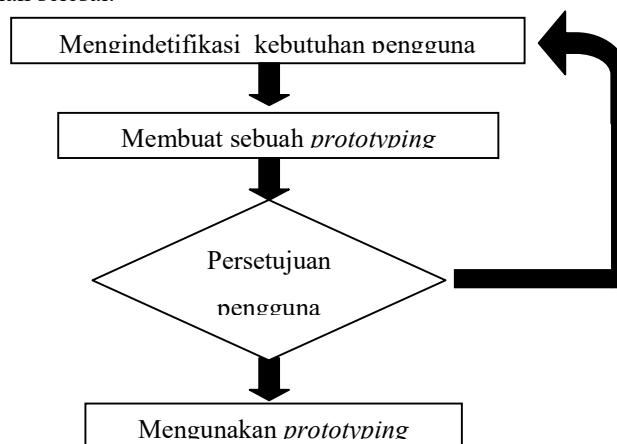 Mengindetifikasi kebutuhan pengguna
Membuat sebuah prototyping
Persetujuan
pengguna
Mengunakan prototyping